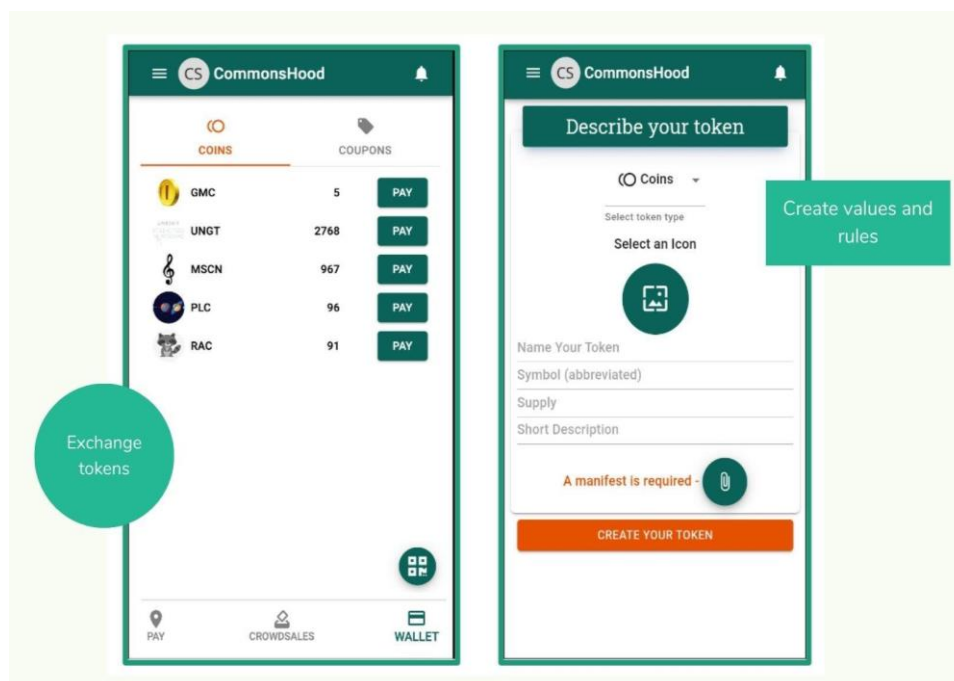 CS CommonsHood
COINS COUPONS
GMC 5 PAY
UNGT 2768 PAY
MSCN 967 PAY
PLC 96 PAY
RAC 91 PAY
Exchange
tokens
PAY CROWDSALES WALLET
CS CommonsHood
Describe your token
Coins
Select token type
Select an Icon
Name Your Token
Symbol (abbreviated)
Supply
Short Description
A manifest is required -
CREATE YOUR TOKEN
Create values and
rules